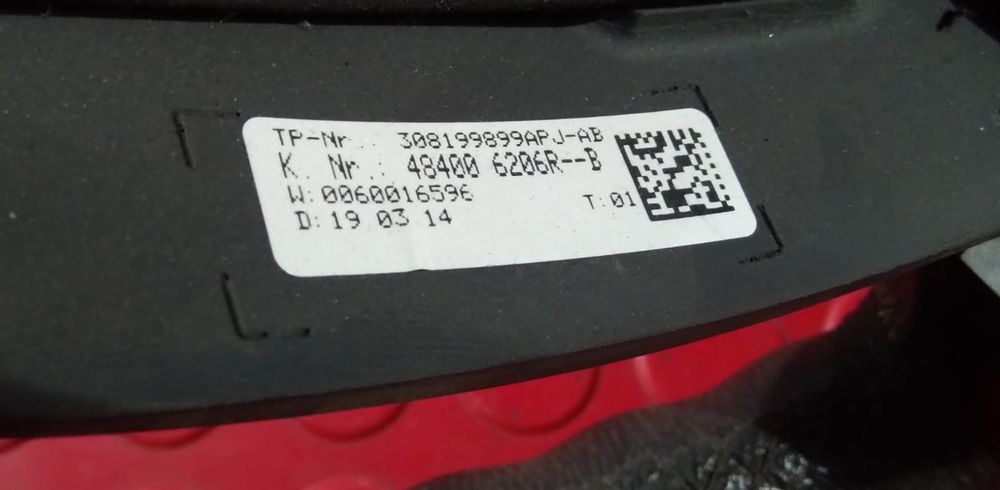 TP-Nr .: 308199899APJ-AB
K. Nr.: 48400 6206R--B
W:0060016596
T:01
D:19 03 14